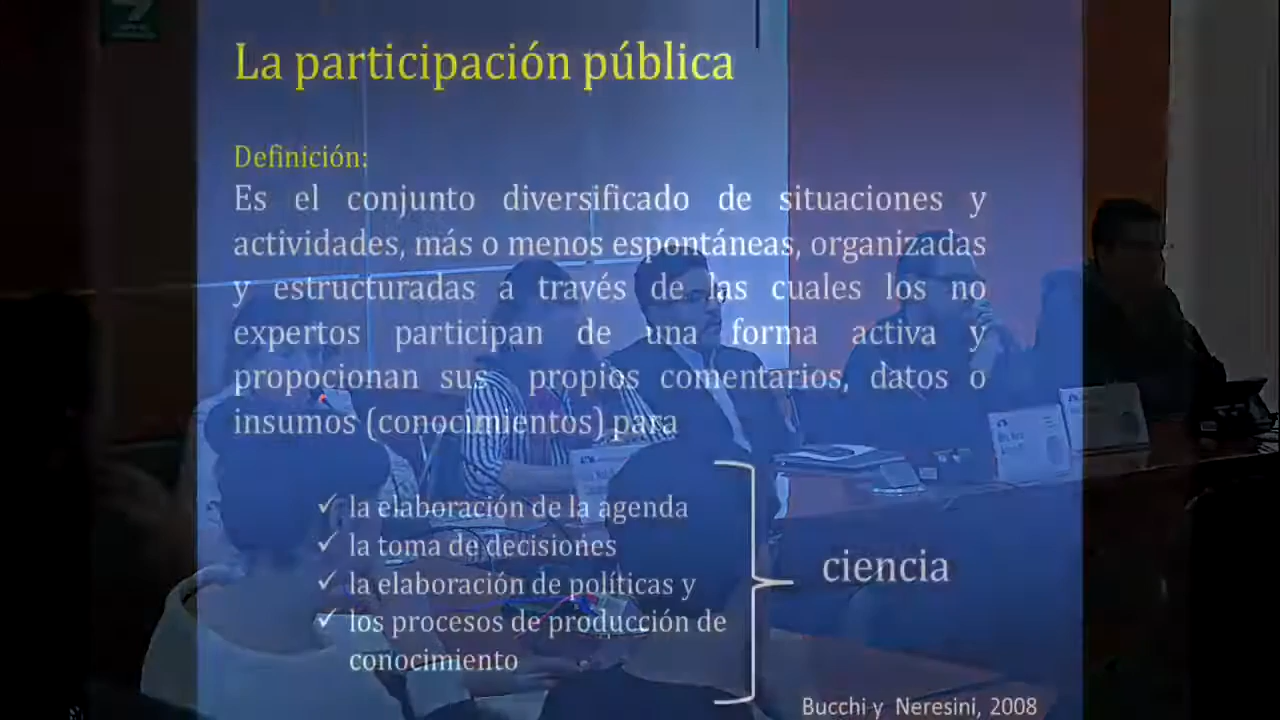 La participación pública
Definición:
Es el conjunto diversificado de situaciones y
actividades, más o menos espontáneas, organizadas
y estructuradas a través de las cuales los no
expertos participan de una forma activa y
propocionan sus propios comentarios, datos o
insumos (conocimientos) para
✓ la elaboración de la agenda
✓ la toma de decisiones
✓ la elaboración de políticas y
✓ los procesos de producción de
conocimiento
ciencia
Bucchi y Neresini, 2008